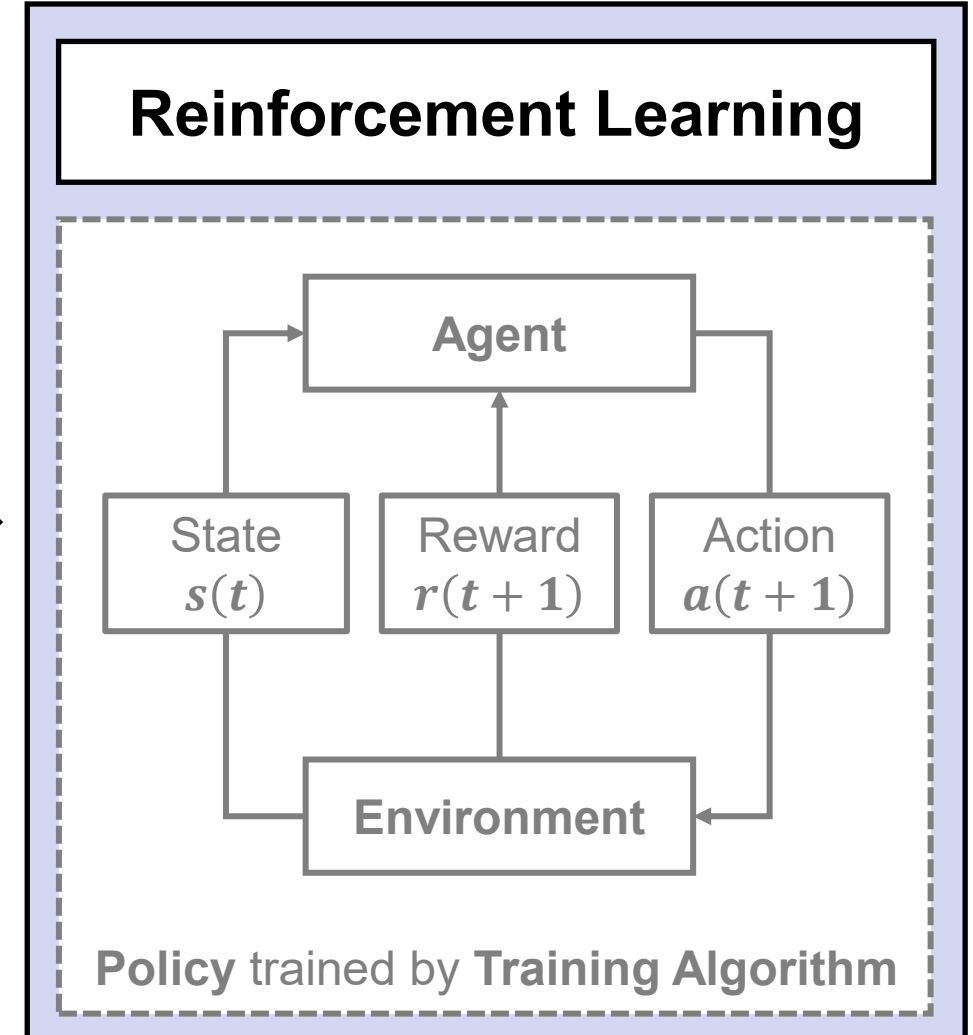 Reinforcement Learning
Agent
State
s(t)
Reward
r(t + 1)
Action
a(t + 1)
Environment
Policy trained by Training Algorithm